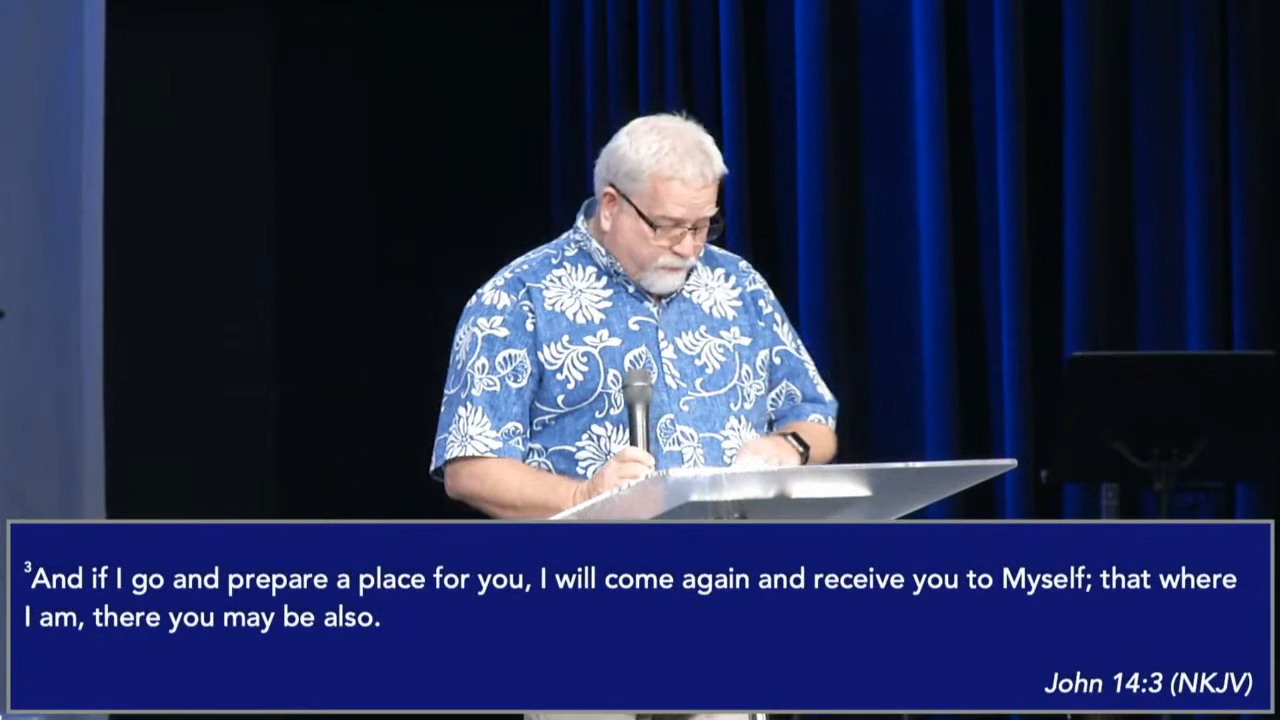 ³And if I go and prepare a place for you, I will come again and receive you to Myself; that where
I am, there you may be also.
John 14:3 (NKJV)